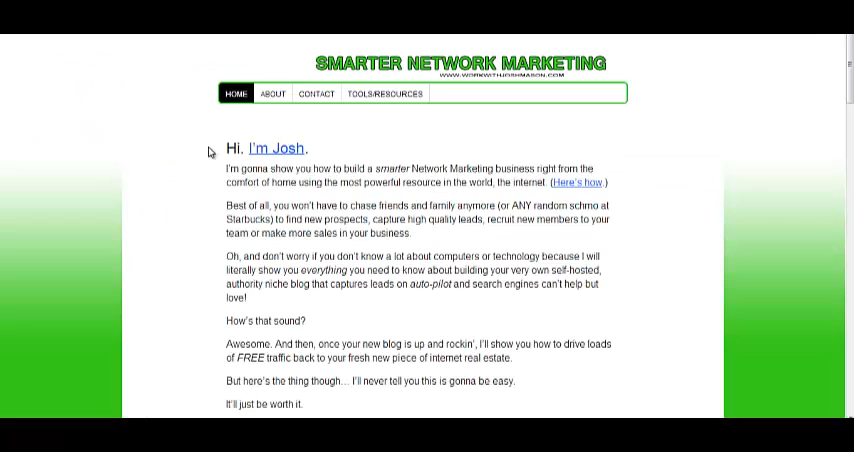 SMARTER NETWORK MARKETING
WWW.WORKWITHJOSHMASON.COM
HOME ABOUT CONTACT TOOLS/RESOURCES
Hi. I'm Josh.
I'm gonna show you how to build a smarter Network Marketing business right from the
comfort of home using the most powerful resource in the world, the internet. (Here's how.)
Best of all, you won't have to chase friends and family anymore (or ANY random schmo at
Starbucks) to find new prospects, capture high quality leads, recruit new members to your
team or make more sales in your business.
Oh, and don't worry if you don't know a lot about computers or technology because I will
literally show you everything you need to know about building your very own self-hosted,
authority niche blog that captures leads on auto-pilot and search engines can't help but
love!
How's that sound?
Awesome. And then, once your new blog is up and rockin', I'll show you how to drive loads
of FREE traffic back to your fresh new piece of internet real estate.
But here's the thing though... I'll never tell you this is gonna be easy.
It'll just be worth it.